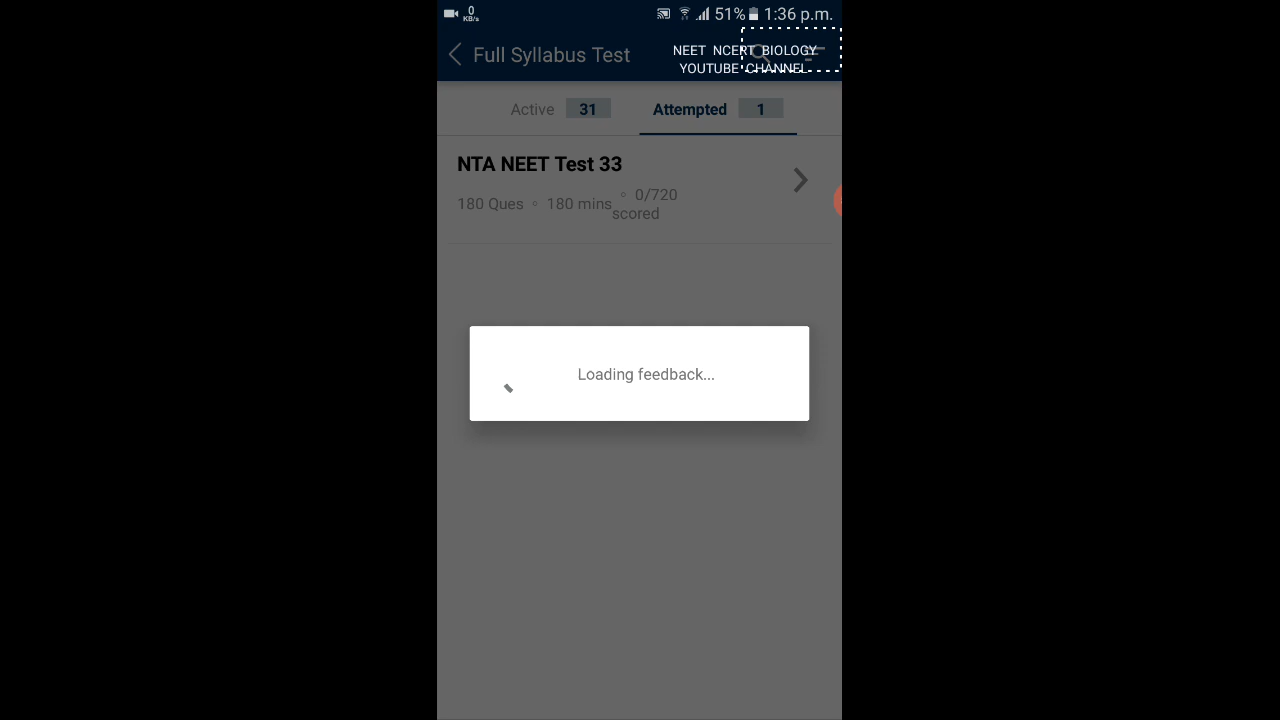 0
KB/s
51% 1:36 p.m.
Full Syllabus Test
NEET NCERT BIOLOGY
YOUTUBE CHANNEL
Active 31 Attempted 1
NTA NEET Test 33
180 Ques ◦ 180 mins ◦ 0/720
scored
Loading feedback...